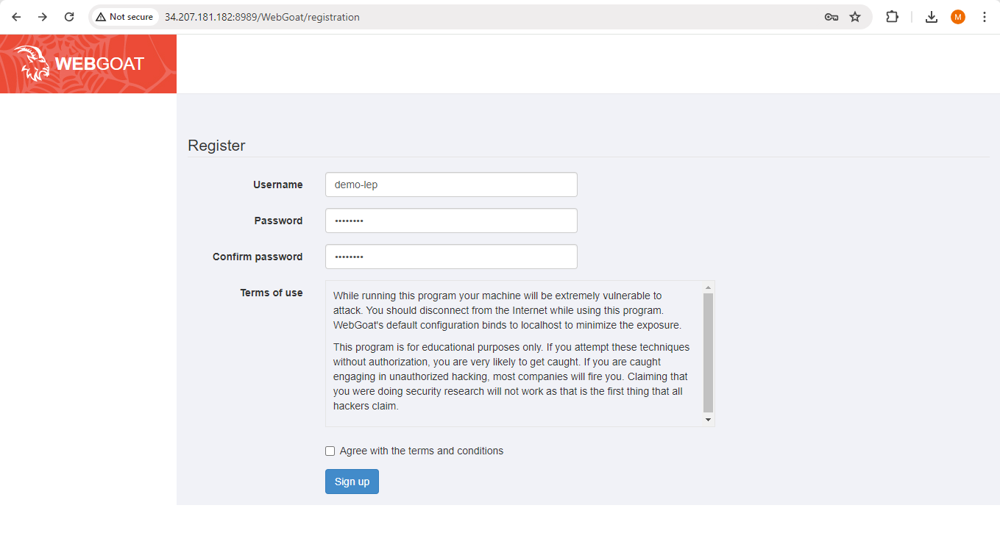 Not secure
34.207.181.182:8989/WebGoat/registration
M
WEBGOAT
Register
Username
demo-lep
Password
••••••••
Confirm password
••••••••
Terms of use
While running this program your machine will be extremely vulnerable to
attack. You should disconnect from the Internet while using this program.
WebGoat's default configuration binds to localhost to minimize the exposure.
This program is for educational purposes only. If you attempt these techniques
without authorization, you are very likely to get caught. If you are caught
engaging in unauthorized hacking, most companies will fire you. Claiming that
you were doing security research will not work as that is the first thing that all
hackers claim.
Agree with the terms and conditions
Sign up